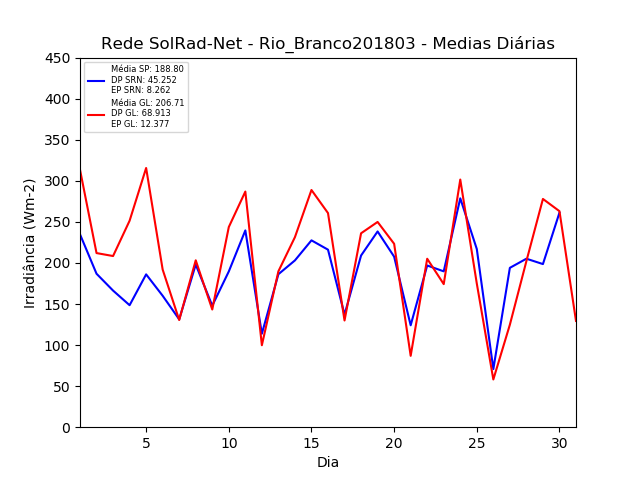 Rede SolRad-Net - Rio_Branco201803 - Medias Diárias
450
400
350
300
250
200
150
100
50
0
Irradiância (Wm-2)
Média SP: 188.80
DP SRN: 45.252
EP SRN: 8.262
Média GL: 206.71
DP GL: 68.913
EP GL: 12.377
5
10
15
20
25
30
Dia